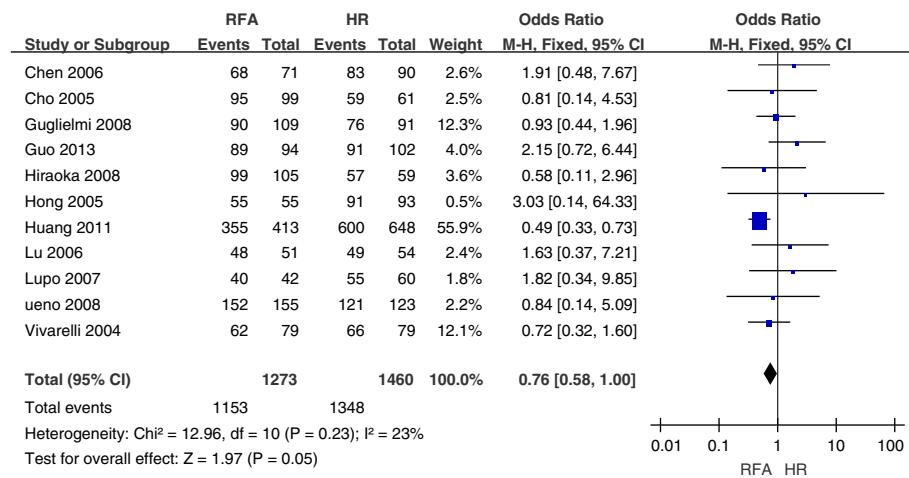 RFA HR Odds Ratio Odds Ratio
Study or Subgroup Events Total Events Total Weight M-H, Fixed, 95% CI M-H, Fixed, 95% CI
Chen 2006 68 71 83 90 2.6% 1.91 [0.48, 7.67]
Cho 2005 95 99 59 61 2.5% 0.81 [0.14, 4.53]
Guglielmi 2008 90 109 76 91 12.3% 0.93 [0.44, 1.96]
Guo 2013 89 94 91 102 4.0% 2.15 [0.72, 6.44]
Hiraoka 2008 99 105 57 59 3.6% 0.58 [0.11, 2.96]
Hong 2005 55 55 91 93 0.5% 3.03 [0.14, 64.33]
Huang 2011 355 413 600 648 55.9% 0.49 [0.33, 0.73]
Lu 2006 48 51 49 54 2.4% 1.63 [0.37, 7.21]
Lupo 2007 40 42 55 60 1.8% 1.82 [0.34, 9.85]
ueno 2008 152 155 121 123 2.2% 0.84 [0.14, 5.09]
Vivarelli 2004 62 79 66 79 12.1% 0.72 [0.32, 1.60]
Total (95% CI) 1273 1460 100.0% 0.76 [0.58, 1.00]
Total events 1153 1348
Heterogeneity: Chi² = 12.96, df = 10 (P = 0.23); I² = 23%
Test for overall effect: Z = 1.97 (P = 0.05)
0.01 0.1 1 10 100
RFA HR